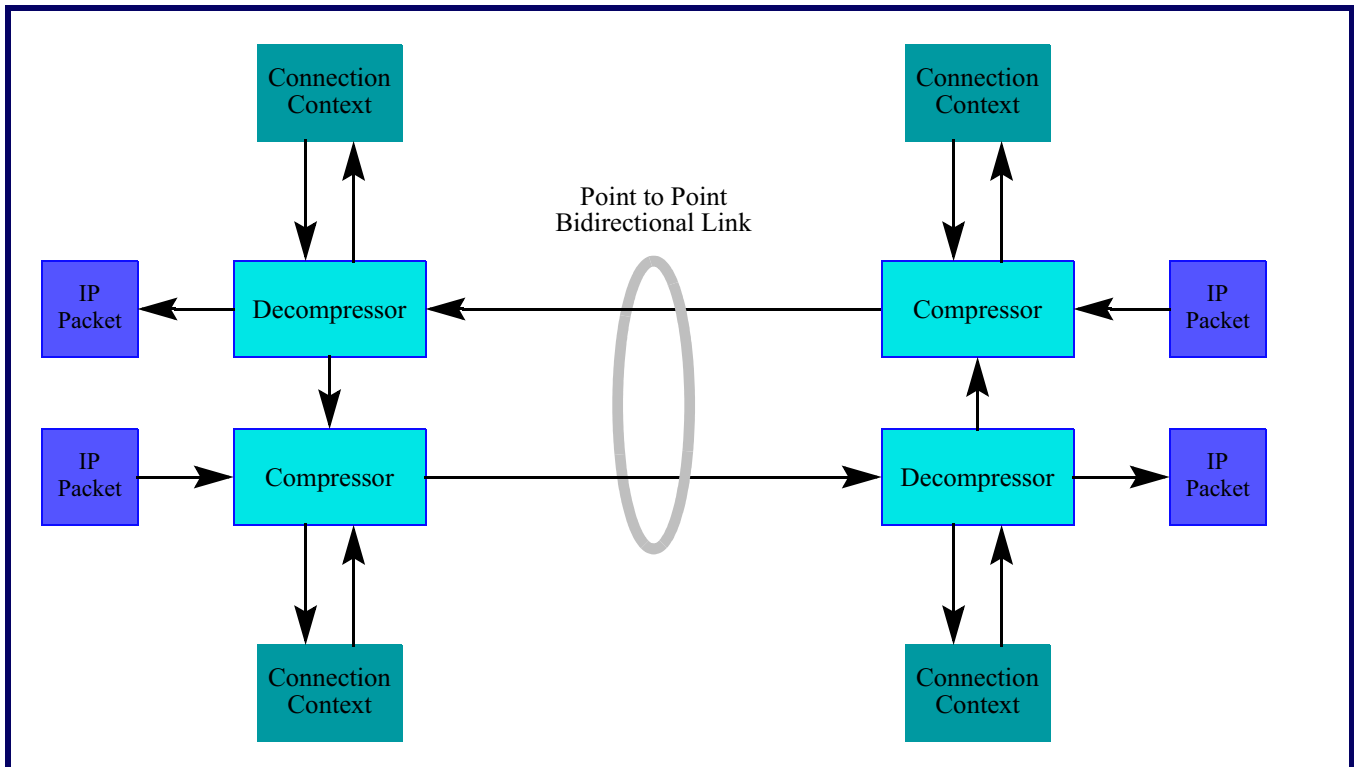 Connection
Context
Connection
Context
Point to Point
Bidirectional Link
IP
Packet
Decompressor
Compressor
IP
Packet
IP
Packet
Compressor
Decompressor
IP
Packet
Connection
Context
Connection
Context